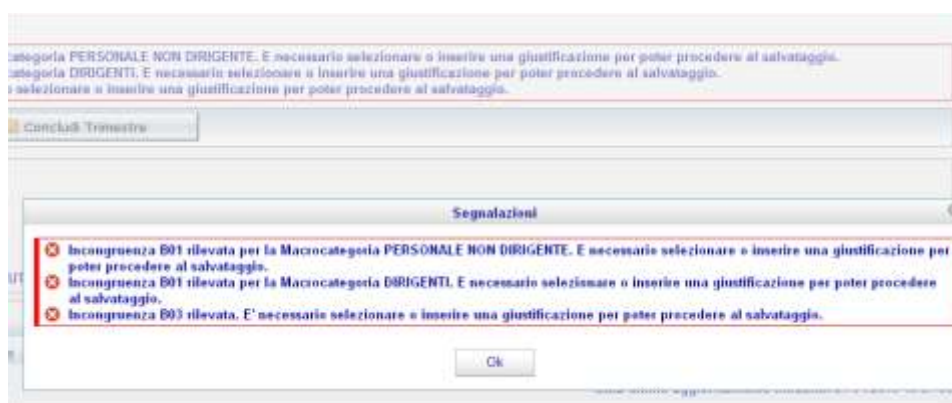 categoria PERSONALE NON DIRIGENTE. E necessario selezionare o inserire una giustificazione per poter procedere al salvataggio.
categoria DIRIGENTI. E necessario selezionare o inserire una giustificazione per poter procedere al salvataggio.
o selezionare o inserire una giustificazione per poter procedere al salvataggio.
Concludi Trimestre
Segnalazioni
Incongruenza B01 rilevata per la Macrocategoria PERSONALE NON DIRIGENTE. E necessario selezionare o inserire una giustificazione per
poter procedere al salvataggio.
Incongruenza B01 rilevata per la Macrocategoria DIRIGENTI. E necessario selezionare o inserire una giustificazione per poter procedere
al salvataggio.
Incongruenza B03 rilevata. E' necessario selezionare o inserire una giustificazione per poter procedere al salvataggio.
Ok